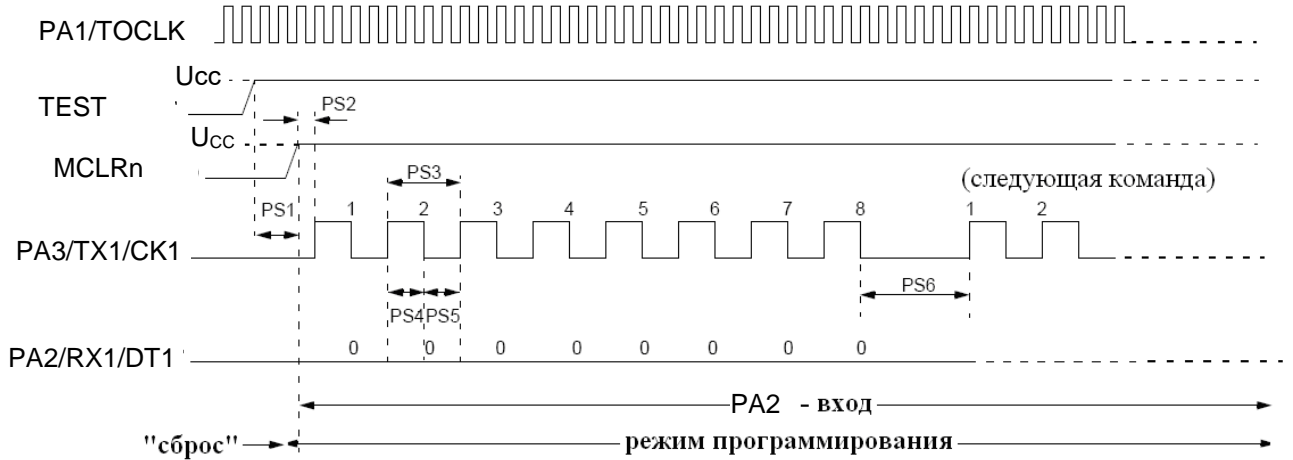 PA1/TOCLK
Ucc
TEST
PS2
UCC
MCLRn
PS3
(следующая команда)
PS1
1 2 3 4 5 6 7 8 1 2
PA3/TX1/CK1
PS6
PS4 PS5
0 0 0 0 0 0 0 0
PA2/RX1/DT1
PA2 - вход
"сброс" режим программирования